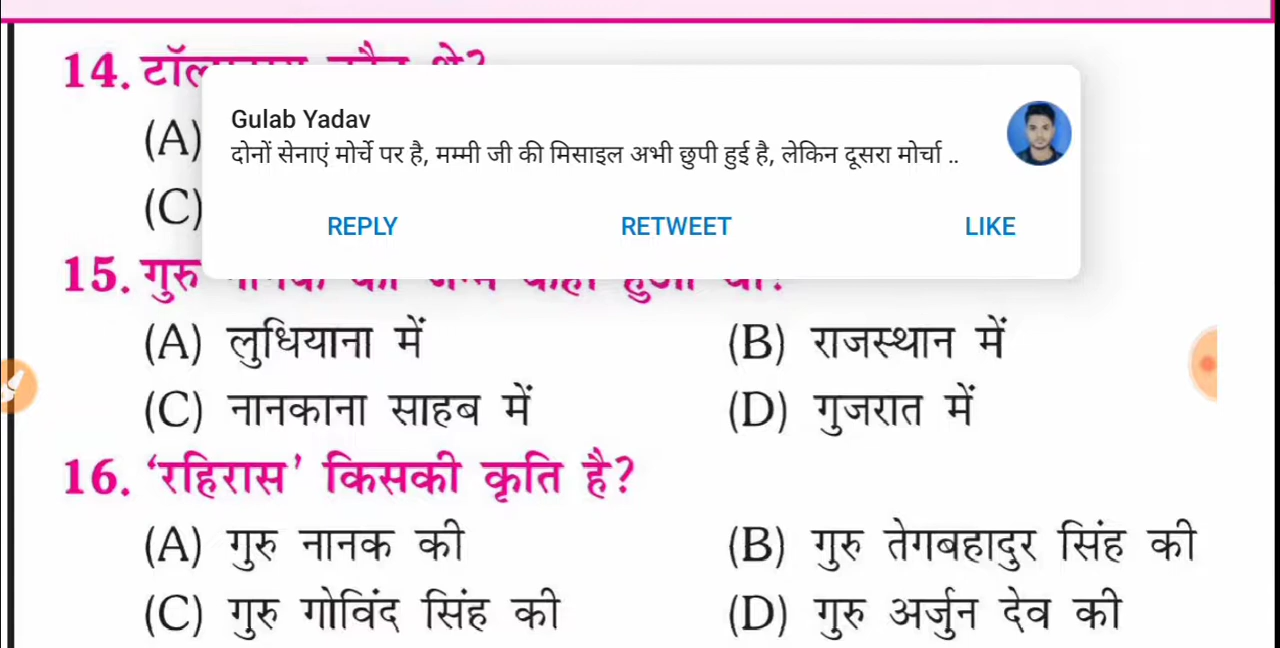 14.
(A)
(C)
Gulab Yadav
दोनों सेनाएं मोर्चे पर है, मम्मी जी की मिसाइल अभी छुपी हुई है, लेकिन दूसरा मोर्चा ..
REPLY RETWEET LIKE
15. गुरु
(A) लुधियाना में (B) राजस्थान में
(C) नानकाना साहब में (D) गुजरात में
16. ‘रहिरास’ किसकी कृति है?
(A) गुरु नानक की (B) गुरु तेगबहादुर सिंह की
(C) गुरु गोविंद सिंह की (D) गुरु अर्जुन देव की